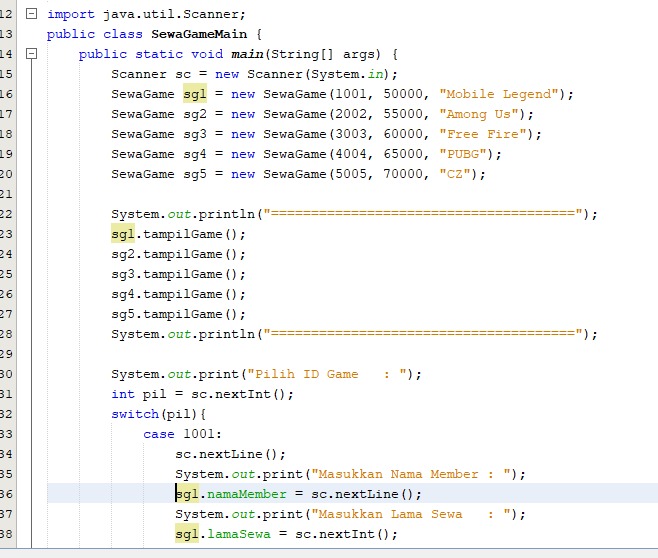 12 import java.util.Scanner;
13 public class SewaGameMain {
14 public static void main(String[] args) {
15 Scanner sc = new Scanner(System.in);
16 SewaGame sg1 = new SewaGame(1001, 50000, "Mobile Legend");
17 SewaGame sg2 = new SewaGame(2002, 55000, "Among Us");
18 SewaGame sg3 = new SewaGame(3003, 60000, "Free Fire");
19 SewaGame sg4 = new SewaGame(4004, 65000, "PUBG");
20 SewaGame sg5 = new SewaGame(5005, 70000, "CZ");
21
22 System.out.println("======================================");
23 sg1.tampilGame();
24 sg2.tampilGame();
25 sg3.tampilGame();
26 sg4.tampilGame();
27 sg5.tampilGame();
28 System.out.println("======================================");
29
30 System.out.print("Pilih ID Game   : ");
31 int pil = sc.nextInt();
32 switch(pil){
33 case 1001:
34 sc.nextLine();
35 System.out.print("Masukkan Nama Member : ");
36 sg1.namaMember = sc.nextLine();
37 System.out.print("Masukkan Lama Sewa   : ");
38 sg1.lamaSewa = sc.nextInt();